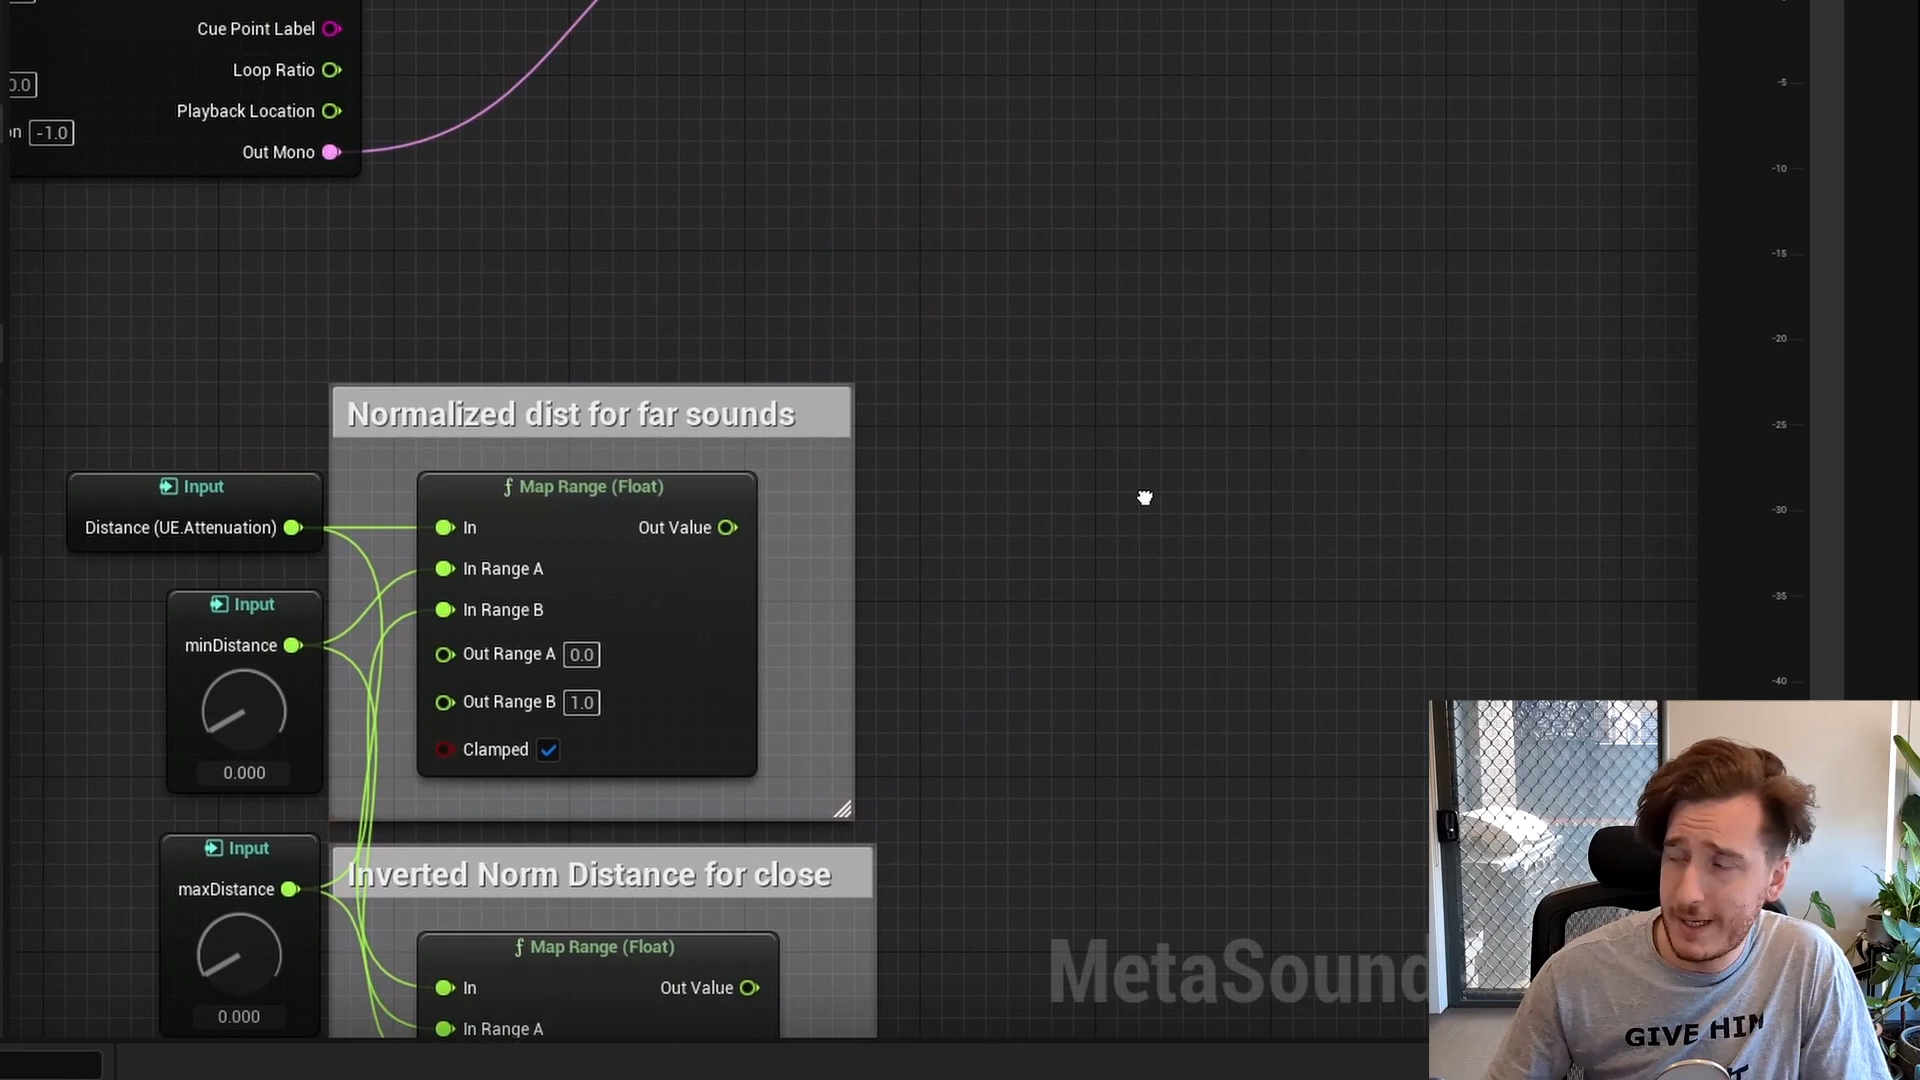 Cue Point Label
Loop Ratio
0.0
Playback Location
on -1.0
Out Mono
-5
-10
-15
-20
-25
-30
-35
-40
Normalized dist for far sounds
Input
Distance (UE.Attenuation)
Map Range (Float)
In
Out Value
In Range A
In Range B
Out Range A 0.0
Out Range B 1.0
Clamped
Input
minDistance
0.000
Input
maxDistance
0.000
Inverted Norm Distance for close
Map Range (Float)
In
Out Value
In Range A
MetaSound
GIVE HIM